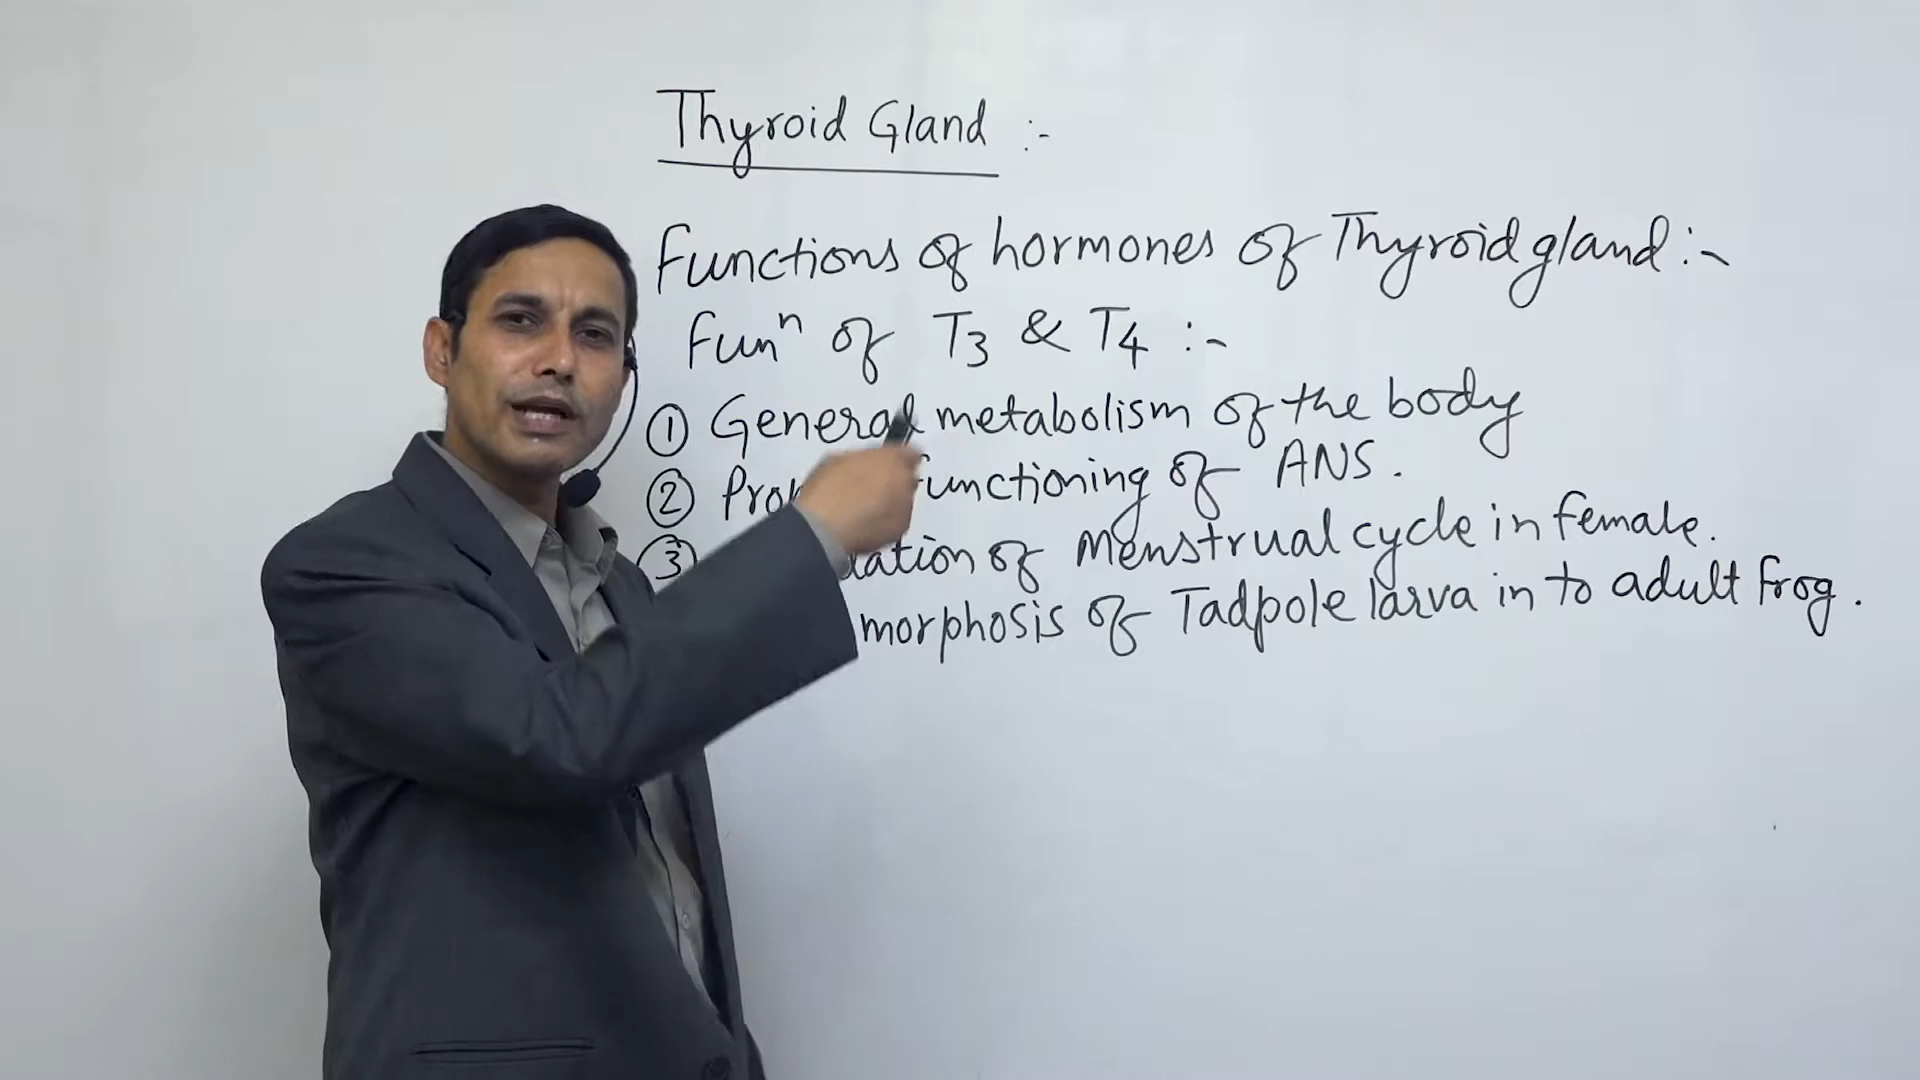 Thyroid Gland :-
Functions of hormones of Thyroid gland :-
Funⁿ of T3 & T4 :-
① General metabolism of the body
② functioning of ANS.
③ of Menstrual cycle in female.
morphosis of Tadpole larva in to adult frog.